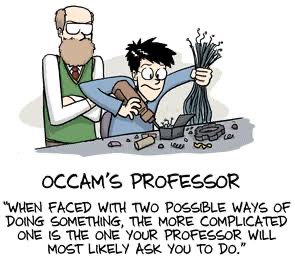 OCCAM'S PROFESSOR
"WHEN FACED WITH TWO POSSIBLE WAYS OF
DOING SOMETHING, THE MORE COMPLICATED
ONE IS THE ONE YOUR PROFESSOR WILL
MOST LIKELY ASK YOU TO DO."